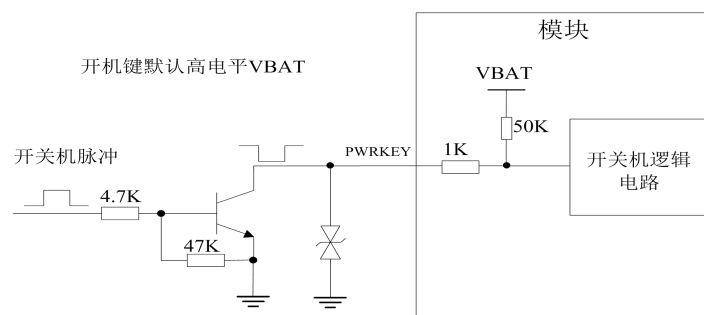 模块
开机键默认高电平VBAT
VBAT
50K
开关机脉冲
PWRKEY
1K
开关机逻辑
电路
4.7K
47K